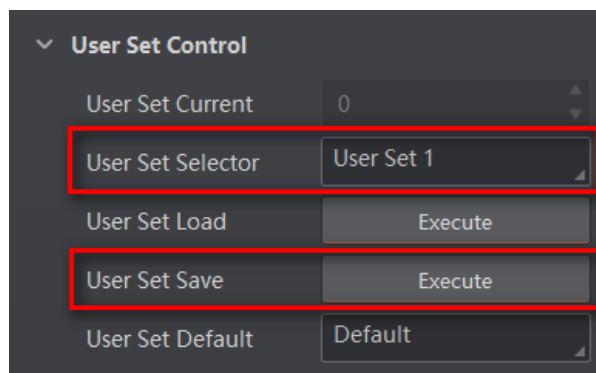 User Set Control
User Set Current 0
User Set Selector User Set 1
User Set Load Execute
User Set Save Execute
User Set Default Default